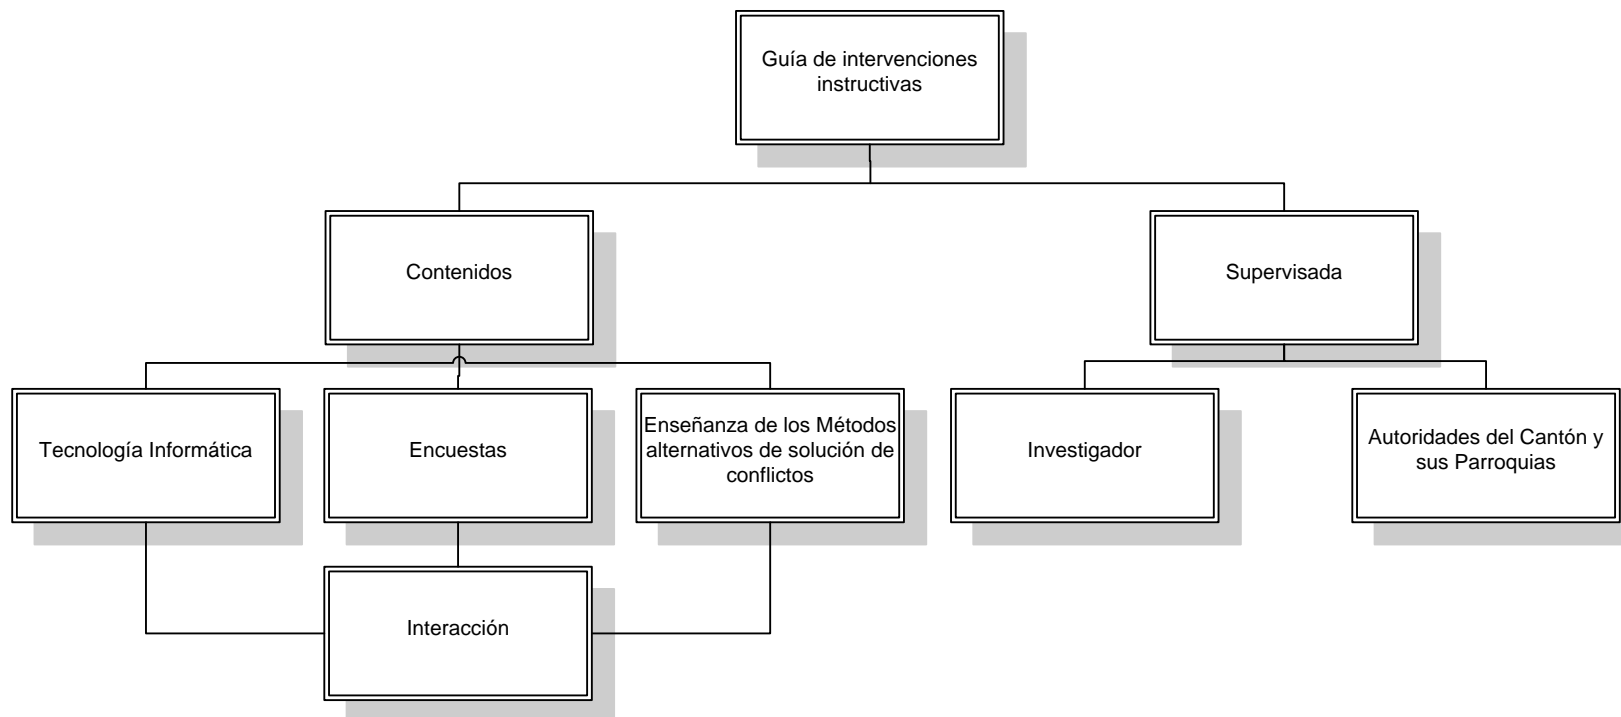 Guía de intervenciones
instructivas
Contenidos
Supervisada
Tecnología Informática
Encuestas
Enseñanza de los Métodos
alternativos de solución de
conflictos
Investigador
Autoridades del Cantón y
sus Parroquias
Interacción